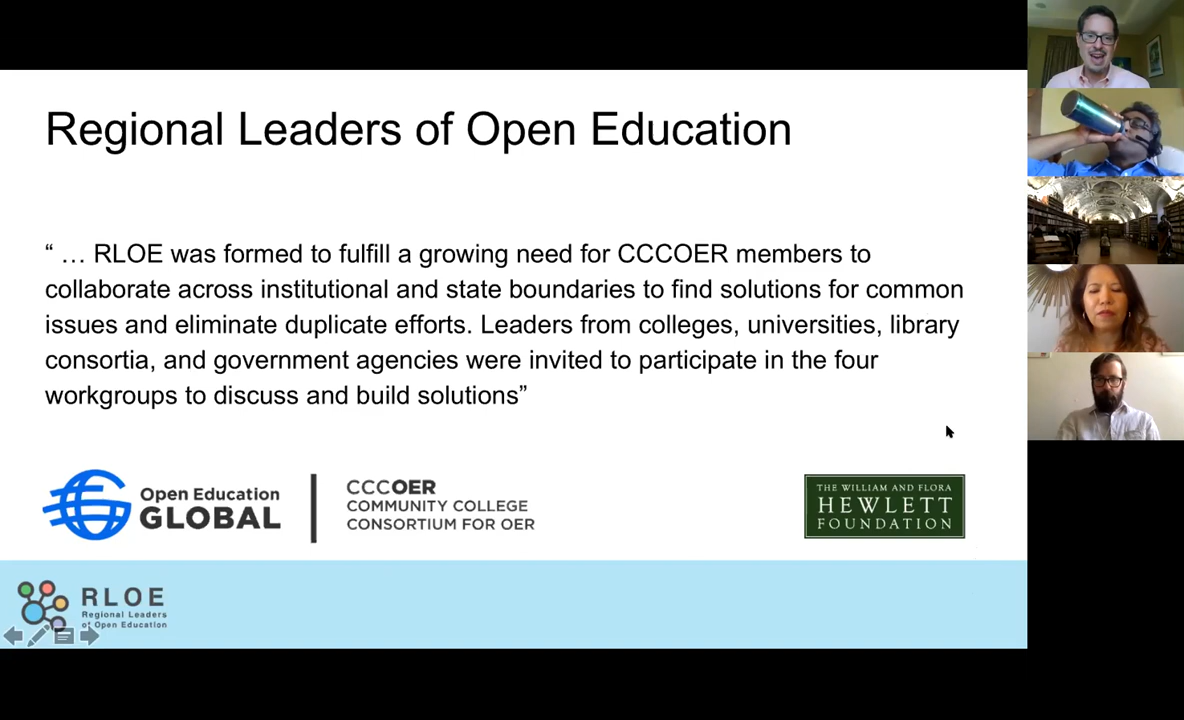 Regional Leaders of Open Education
“ … RLOE was formed to fulfill a growing need for CCCOER members to
collaborate across institutional and state boundaries to find solutions for common
issues and eliminate duplicate efforts. Leaders from colleges, universities, library
consortia, and government agencies were invited to participate in the four
workgroups to discuss and build solutions”
Open Education
GLOBAL
CCCOER
COMMUNITY COLLEGE
CONSORTIUM FOR OER
THE WILLIAM AND FLORA
HEWLETT
FOUNDATION
RLOE
Regional Leaders
of Open Education